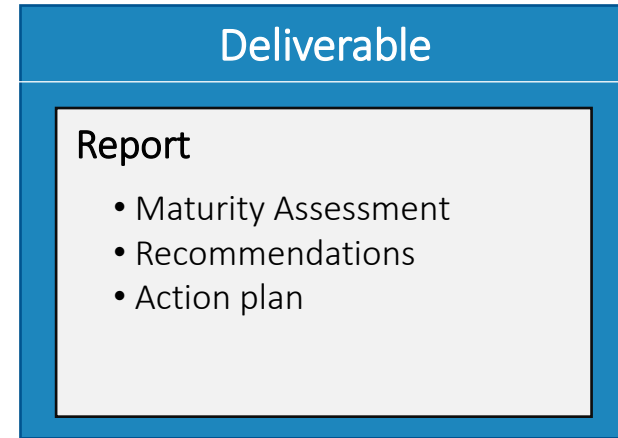 Deliverable
Report
• Maturity Assessment
• Recommendations
• Action plan